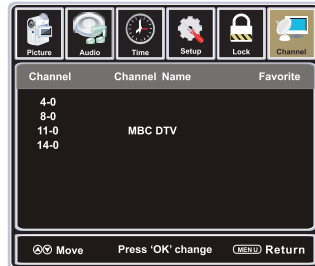 Picture Audio Time Setup Lock Channel
Channel Channel Name Favorite
4-0
8-0
11-0 MBC DTV
14-0
Move Press ‘OK’ change MENU Return